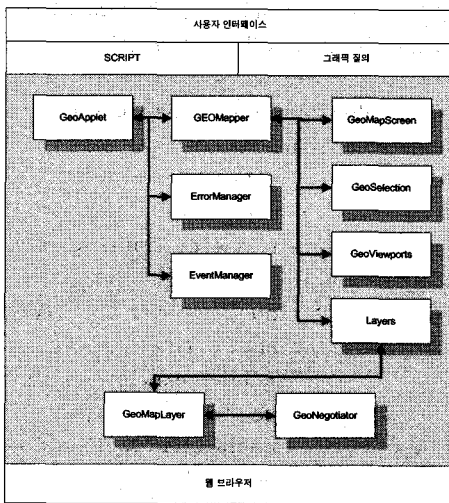 사용자 인터페이스
SCRIPT
그래픽 질의
GeoApplet
GEOMapper
GeoMapScreen
ErrorManager
GeoSelection
EventManager
GeoViewports
Layers
GeoMapLayer
GeoNegotiator
웹 브라우저